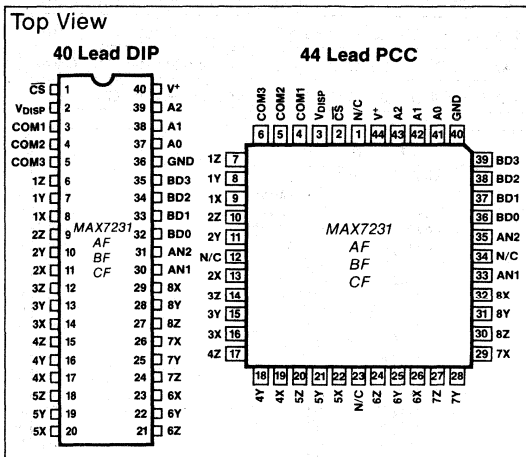 Top View
40 Lead DIP
CS 1 40 V+
VDISP 2 39 A2
COM1 3 38 A1
COM2 4 37 A0
COM3 5 36 GND
1Z 6 35 BD3
1Y 7 34 BD2
1X 8 33 BD1
2Z 9 32 BD0
2Y 10 31 AN2
2X 11 30 AN1
3Z 12 29 8X
3Y 13 28 8Y
3X 14 27 8Z
4Z 15 26 7X
4Y 16 25 7Y
4X 17 24 7Z
5Z 18 23 6X
5Y 19 22 6Y
5X 20 21 6Z
MAX7231
AF
BF
CF
44 Lead PCC
COM3 COM2 COM1 VDISP CS N/C V+ A2 A1 A0 GND
6 5 4 3 2 1 44 43 42 41 40
1Z 7 39 BD3
1Y 8 38 BD2
1X 9 37 BD1
2Z 10 36 BD0
2Y 11 35 AN2
N/C 12 34 N/C
2X 13 33 AN1
3Z 14 32 8X
3Y 15 31 8Y
3X 16 30 8Z
4Z 17 29 7X
MAX7231
AF
BF
CF
18 19 20 21 22 23 24 25 26 27 28
4Y 4X 5Z 5Y 5X N/C 6Z 6Y 6X 7Z 7Y